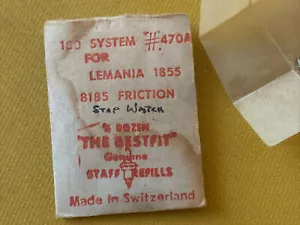 100 SYSTEM #470A
FOR
LEMANIA 1855
8185 FRICTION
Stop Watch
¼ DOZEN
"THE BESTFIT"
Genuine
STAFF REFILLS
Made in Switzerland